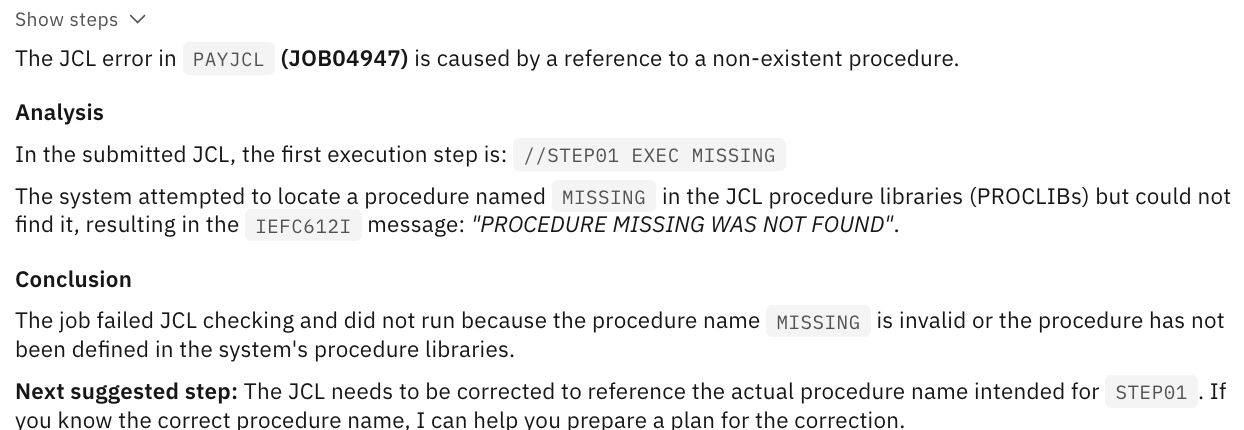 Show steps
The JCL error in PAYJCL (JOB04947) is caused by a reference to a non-existent procedure.
Analysis
In the submitted JCL, the first execution step is: //STEP01 EXEC MISSING
The system attempted to locate a procedure named MISSING in the JCL procedure libraries (PROCLIBs) but could not
find it, resulting in the IEFC612I message: "PROCEDURE MISSING WAS NOT FOUND".
Conclusion
The job failed JCL checking and did not run because the procedure name MISSING is invalid or the procedure has not
been defined in the system's procedure libraries.
Next suggested step: The JCL needs to be corrected to reference the actual procedure name intended for STEP01. If
you know the correct procedure name, I can help you prepare a plan for the correction.